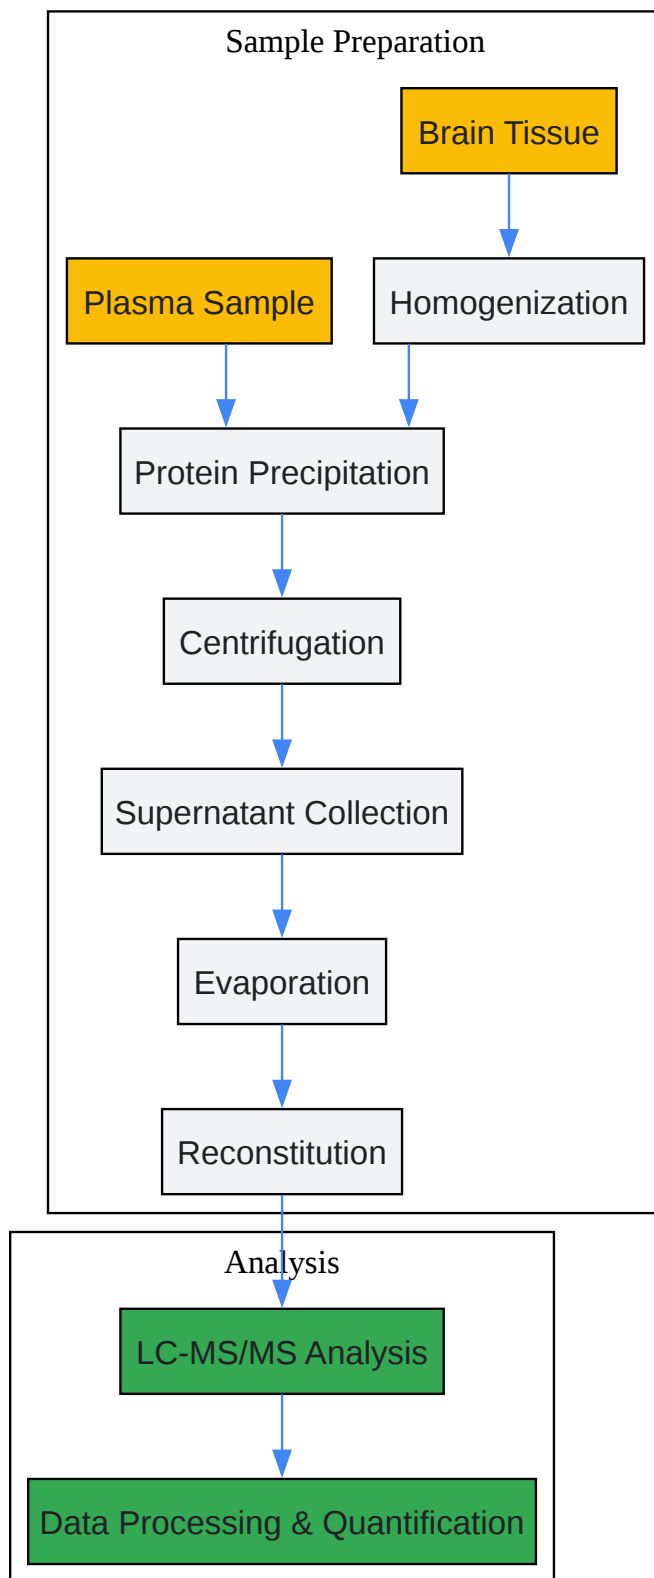 Sample Preparation
Brain Tissue
Plasma Sample
Homogenization
Protein Precipitation
Centrifugation
Supernatant Collection
Evaporation
Reconstitution
Analysis
LC-MS/MS Analysis
Data Processing & Quantification